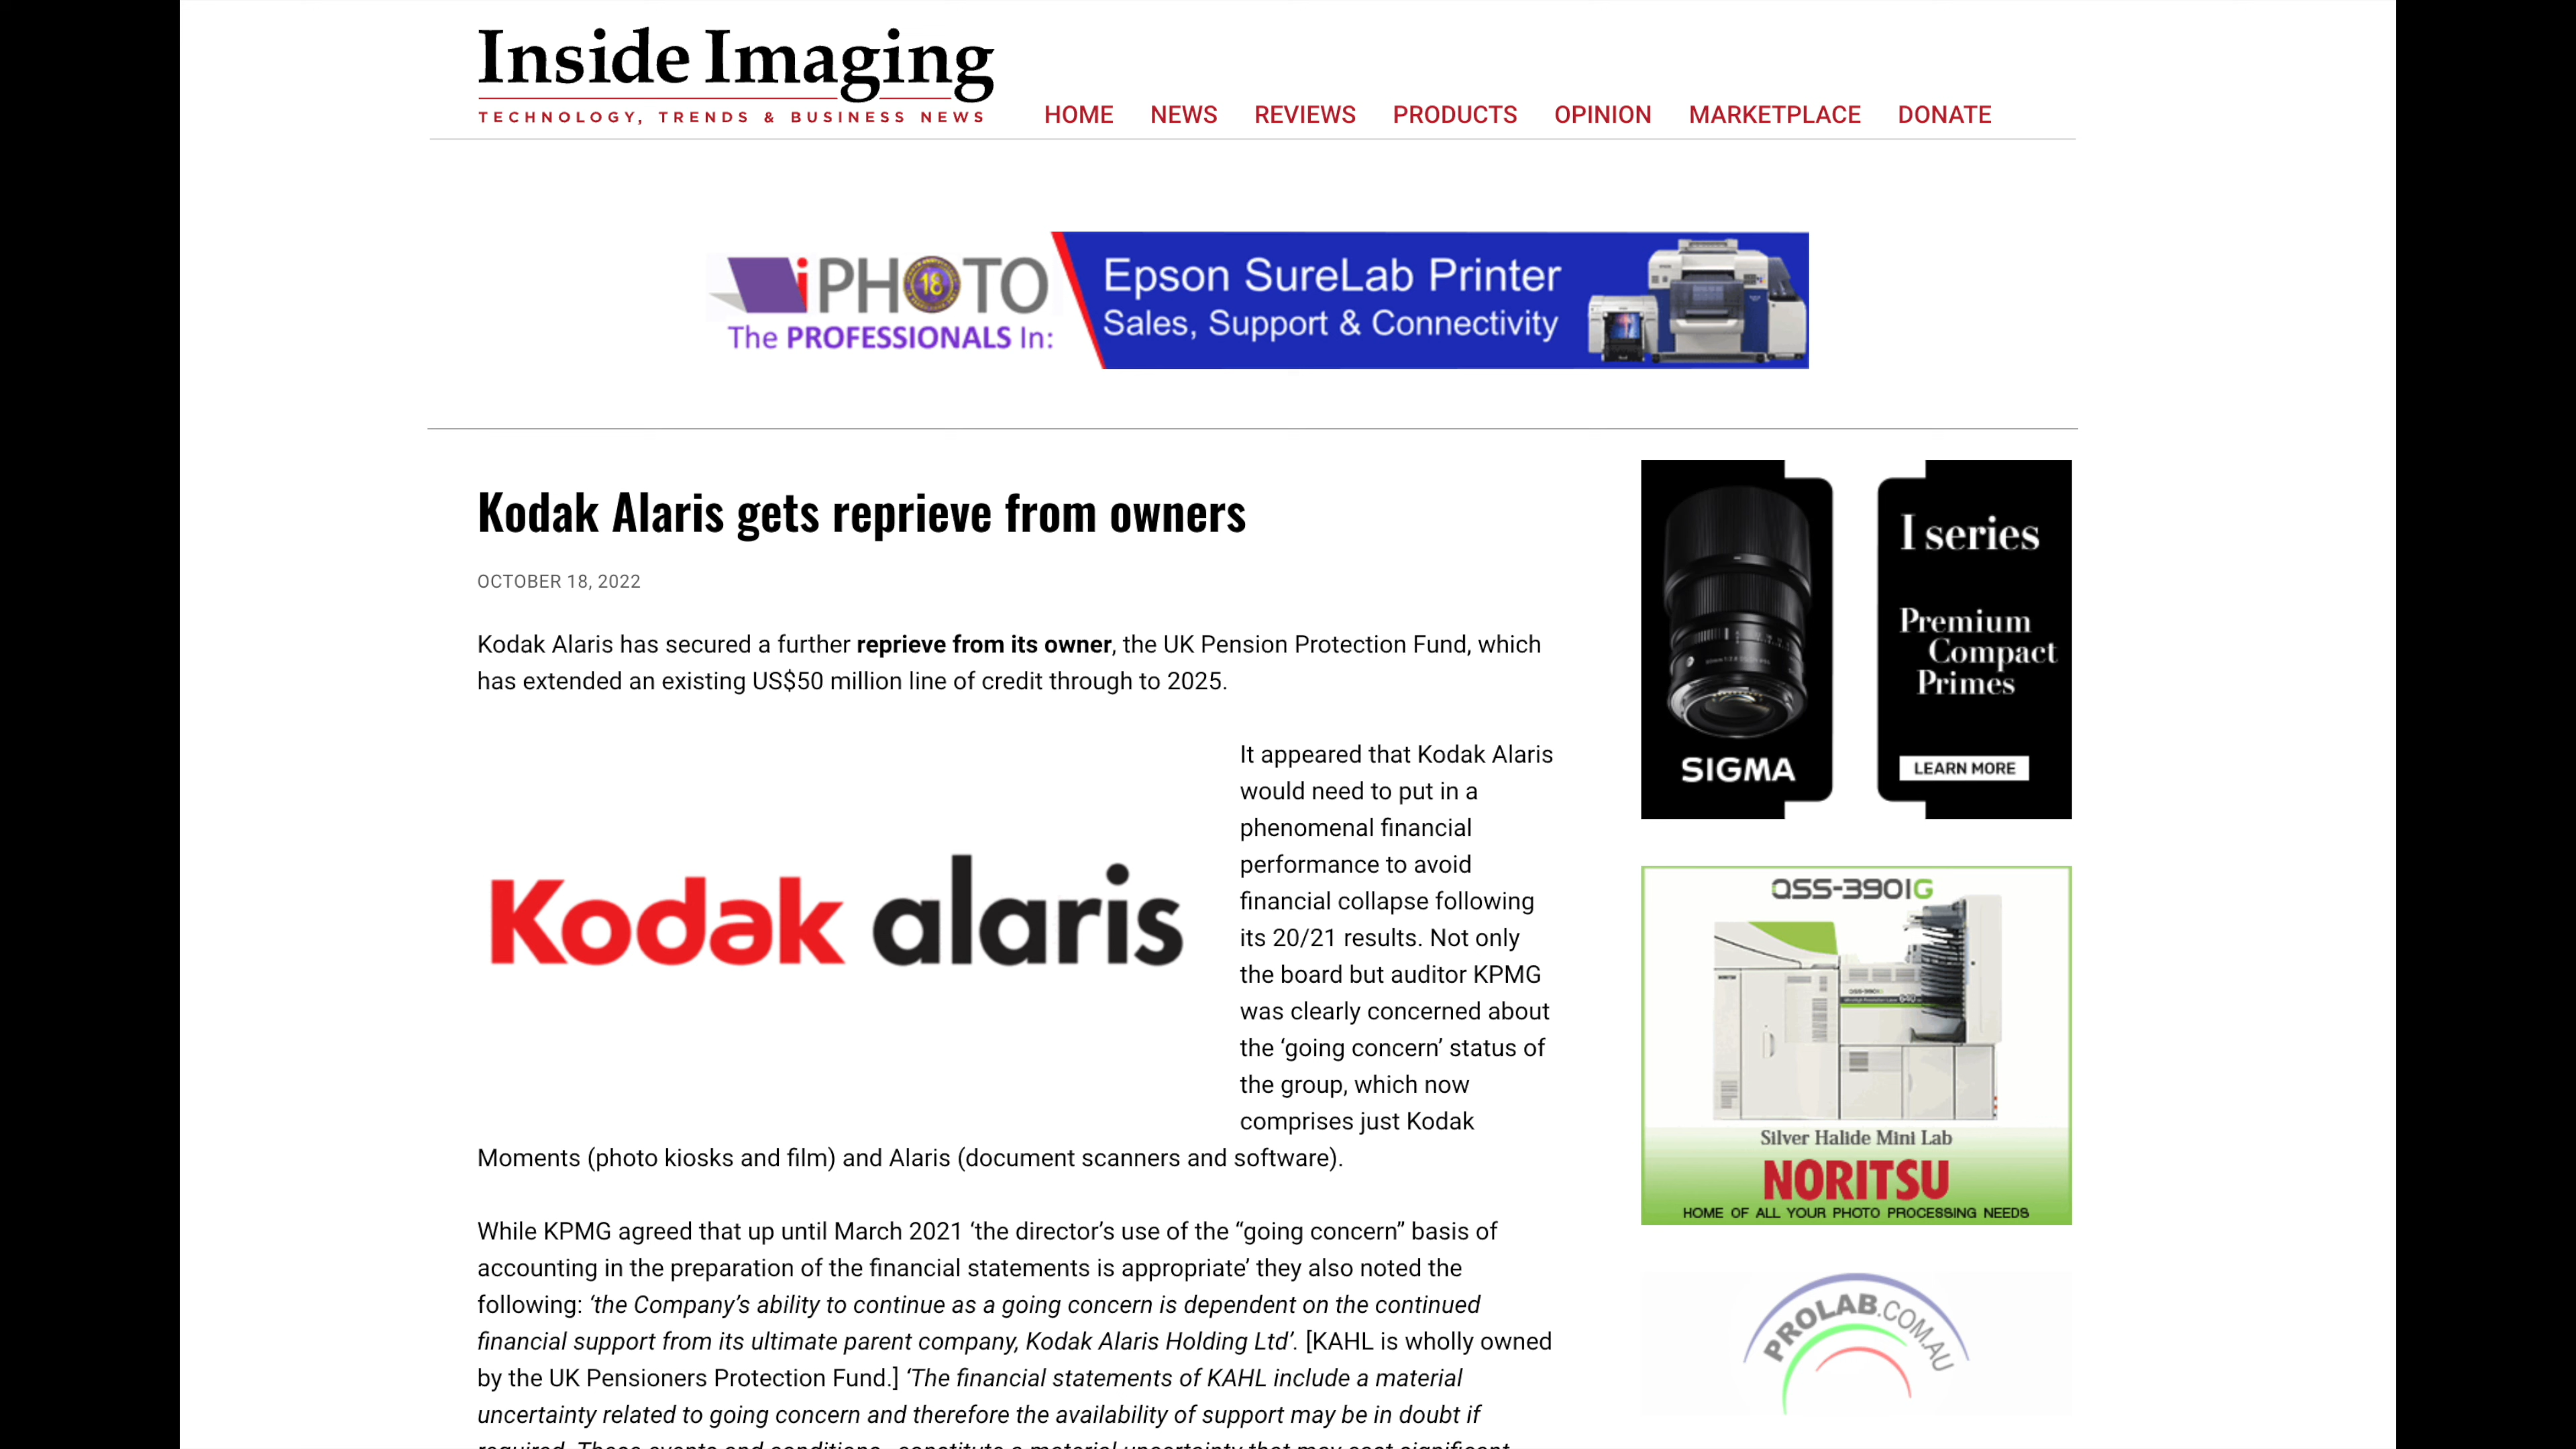 Inside Imaging
TECHNOLOGY, TRENDS & BUSINESS NEWS
HOME NEWS REVIEWS PRODUCTS OPINION MARKETPLACE DONATE
iPHOTO
18
The PROFESSIONALS In:
Epson SureLab Printer
Sales, Support & Connectivity
Kodak Alaris gets reprieve from owners
OCTOBER 18, 2022
Kodak Alaris has secured a further reprieve from its owner, the UK Pension Protection Fund, which
has extended an existing US$50 million line of credit through to 2025.
Kodak alaris
It appeared that Kodak Alaris
would need to put in a
phenomenal financial
performance to avoid
financial collapse following
its 20/21 results. Not only
the board but auditor KPMG
was clearly concerned about
the ‘going concern’ status of
the group, which now
comprises just Kodak
Moments (photo kiosks and film) and Alaris (document scanners and software).
While KPMG agreed that up until March 2021 ‘the director’s use of the “going concern” basis of
accounting in the preparation of the financial statements is appropriate’ they also noted the
following: ‘the Company’s ability to continue as a going concern is dependent on the continued
financial support from its ultimate parent company, Kodak Alaris Holding Ltd’. [KAHL is wholly owned
by the UK Pensioners Protection Fund.] ‘The financial statements of KAHL include a material
uncertainty related to going concern and therefore the availability of support may be in doubt if
I series
Premium
Compact
Primes
SIGMA
LEARN MORE
QSS-3901G
Silver Halide Mini Lab
NORITSU
HOME OF ALL YOUR PHOTO PROCESSING NEEDS
PROLAB.COM.AU